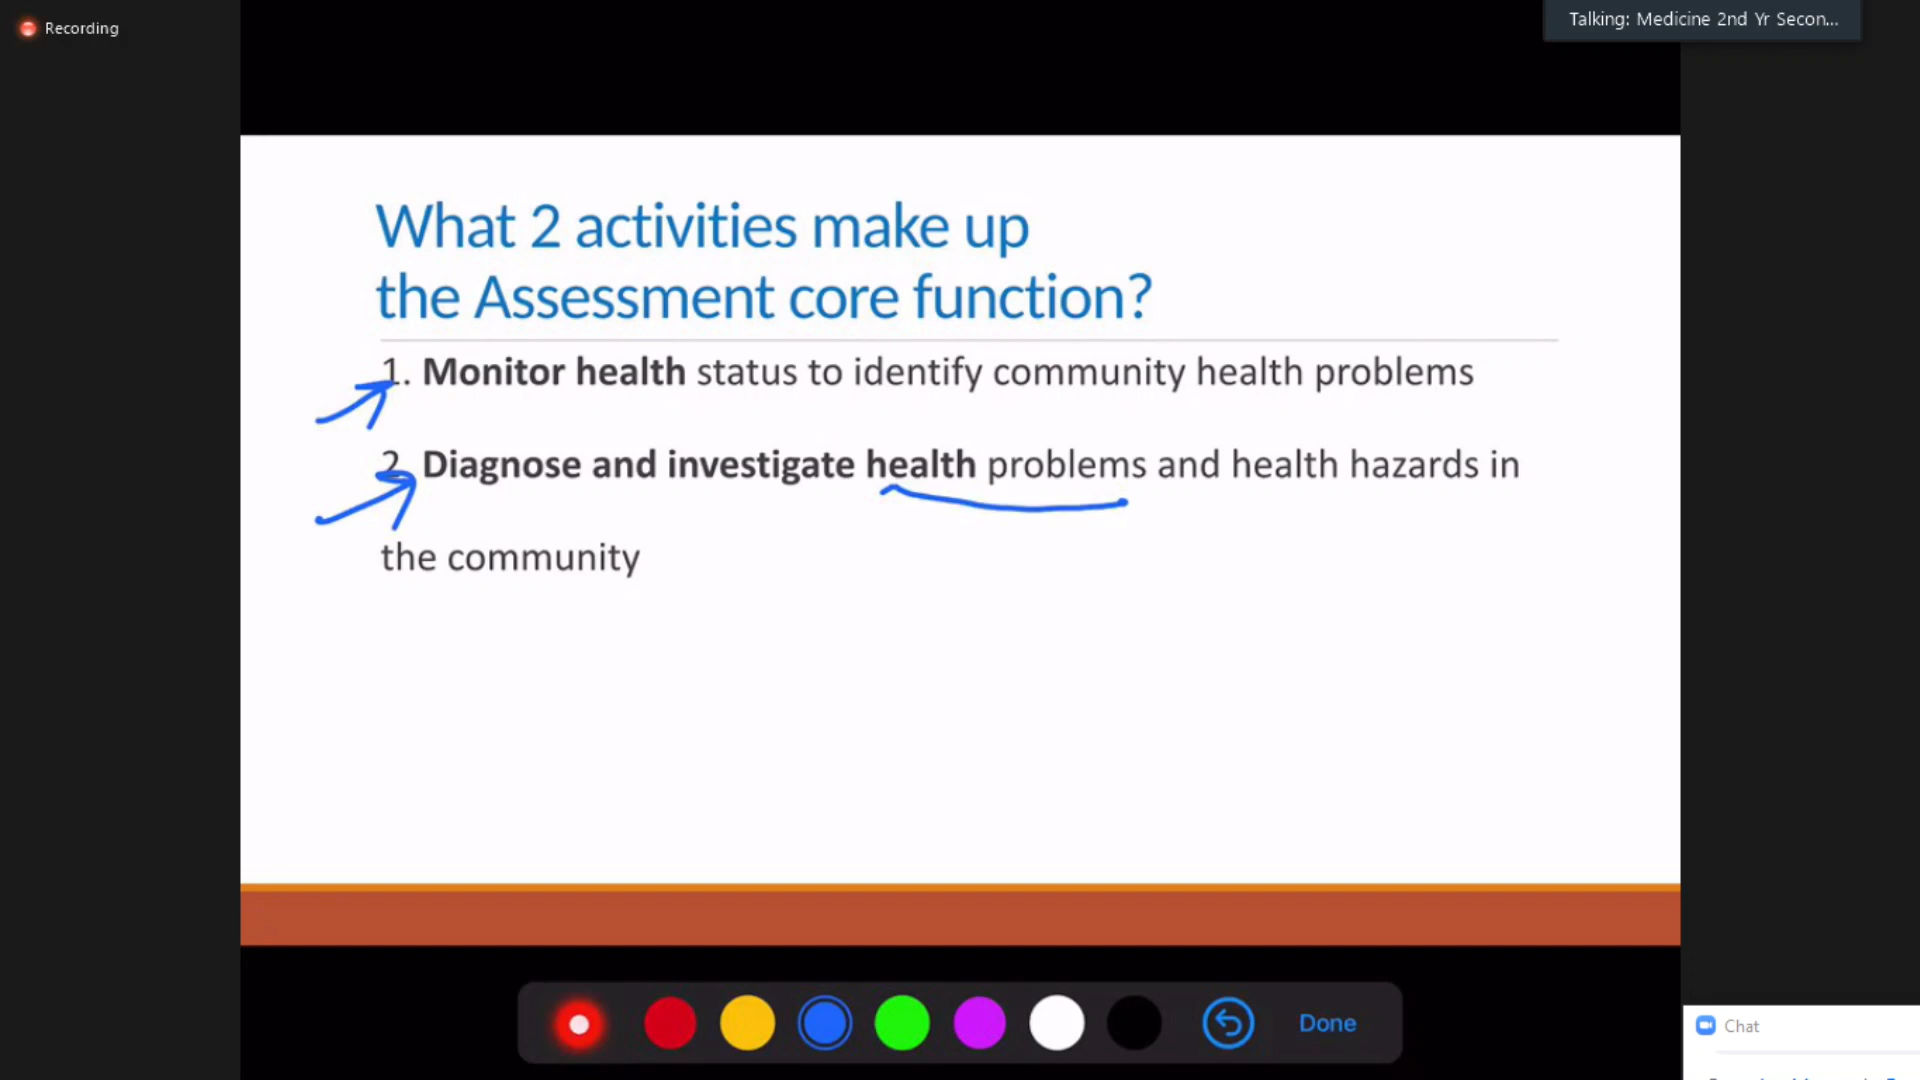 Recording
Talking: Medicine 2nd Yr Secon...
What 2 activities make up
the Assessment core function?
1. Monitor health status to identify community health problems
2. Diagnose and investigate health problems and health hazards in
the community
Done
Chat